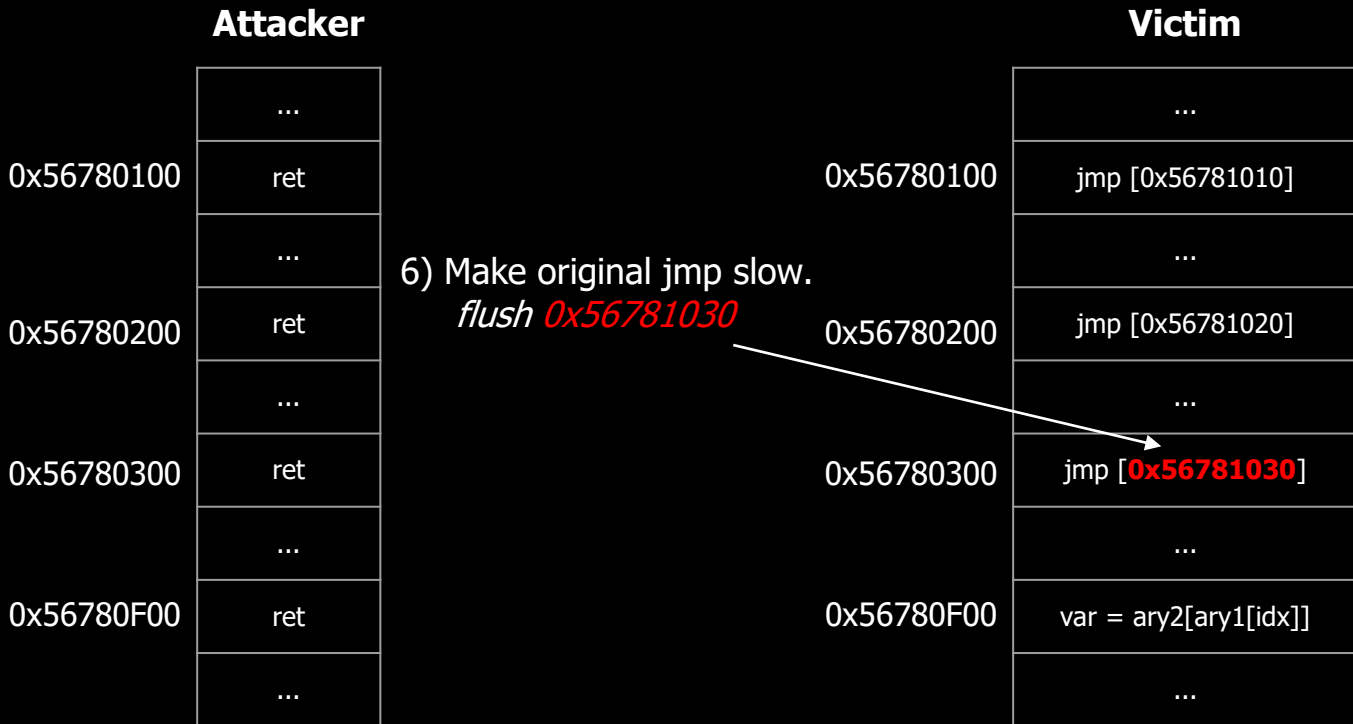 Attacker
Victim
...
...
0x56780100 ret
0x56780100 jmp [0x56781010]
...
...
6) Make original jmp slow.
flush 0x56781030
0x56780200 ret
0x56780200 jmp [0x56781020]
...
...
0x56780300 ret
0x56780300 jmp [0x56781030]
...
...
0x56780F00 ret
0x56780F00 var = ary2[ary1[idx]]
...
...